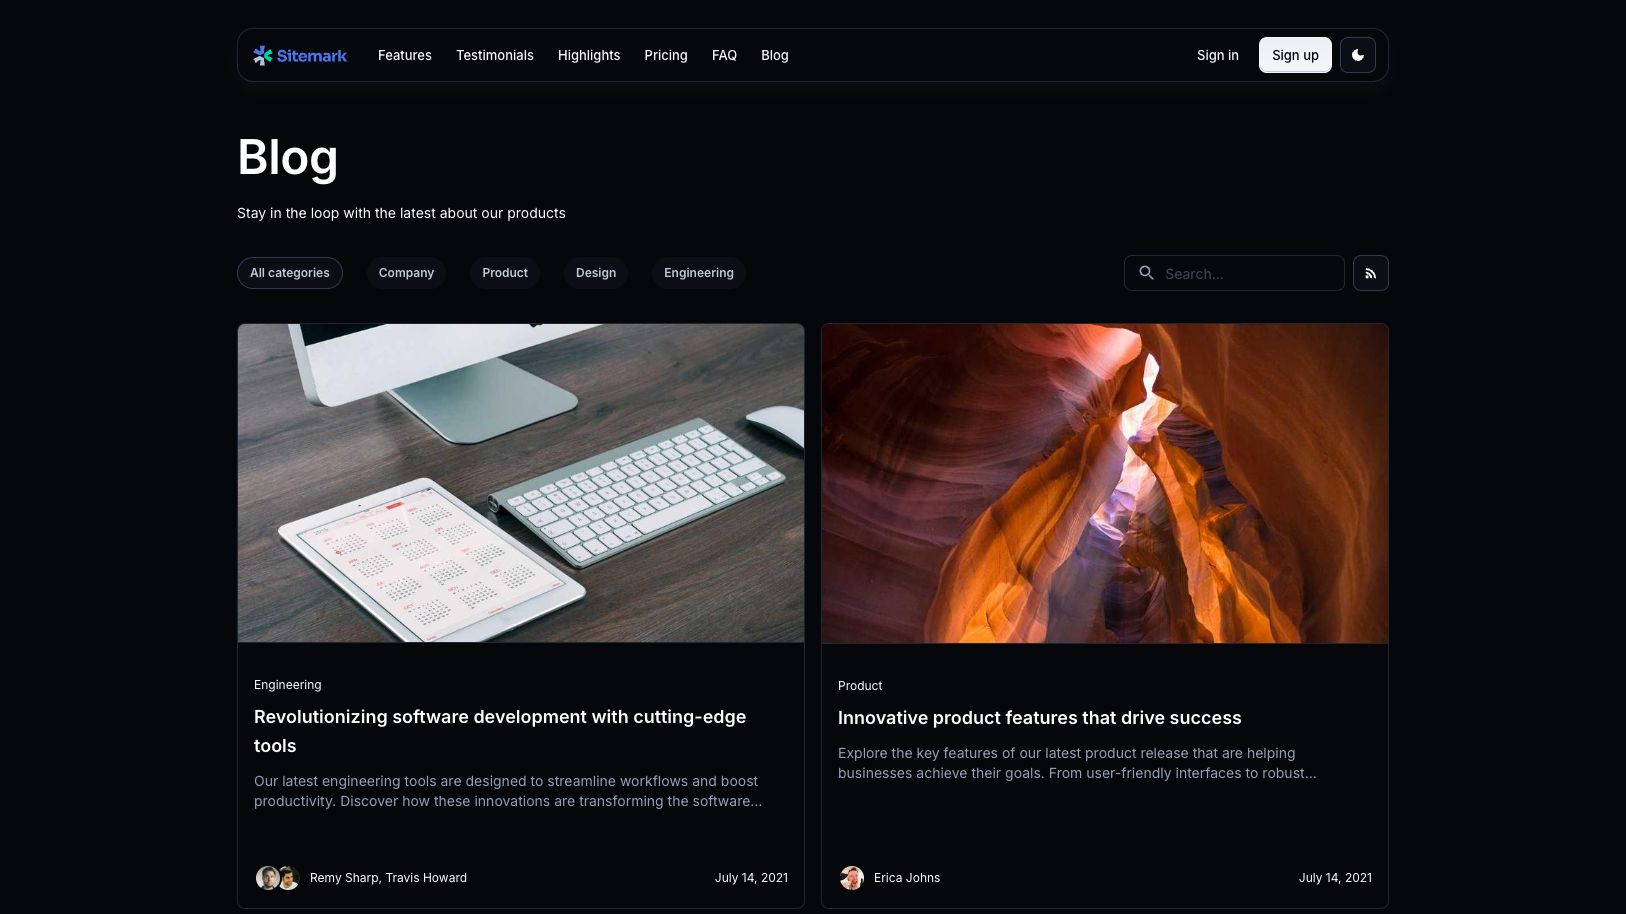 Sitemark
Features
Testimonials
Highlights
Pricing
FAQ
Blog
Sign in
Sign up
Blog
Stay in the loop with the latest about our products
All categories
Company
Product
Design
Engineering
Search...
Engineering
Revolutionizing software development with cutting-edge
tools
Our latest engineering tools are designed to streamline workflows and boost
productivity. Discover how these innovations are transforming the software...
Remy Sharp, Travis Howard
July 14, 2021
Product
Innovative product features that drive success
Explore the key features of our latest product release that are helping
businesses achieve their goals. From user-friendly interfaces to robust...
Erica Johns
July 14, 2021